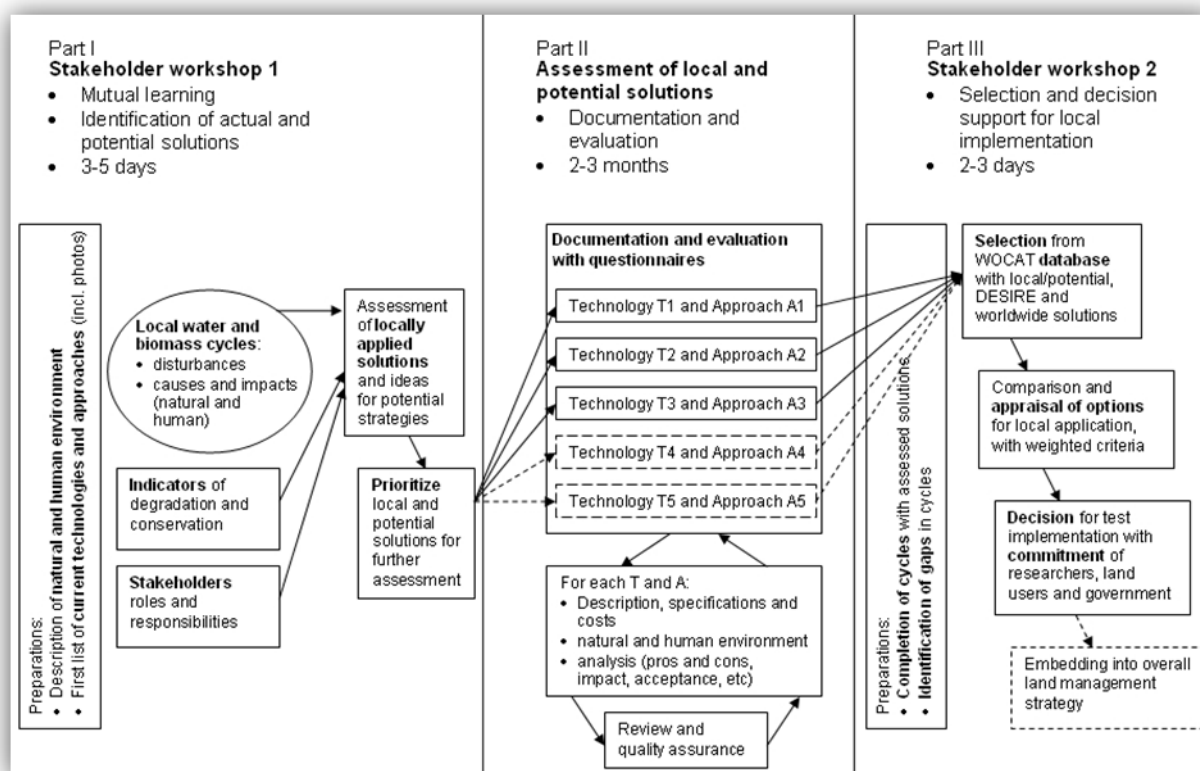 Part I
Stakeholder workshop 1
• Mutual learning
• Identification of actual and
potential solutions
• 3-5 days
Preparations:
• Description of natural and human environment
• First list of current technologies and approaches (incl. photos)
Local water and
biomass cycles:
• disturbances
• causes and impacts
(natural and
human)
Indicators of
degradation and
conservation
Stakeholders
roles and
responsibilities
Assessment
of locally
applied
solutions
and ideas
for potential
strategies
Prioritize
local and
potential
solutions for
further
assessment
Part II
Assessment of local and
potential solutions
• Documentation and
evaluation
• 2-3 months
Documentation and evaluation
with questionnaires
Technology T1 and Approach A1
Technology T2 and Approach A2
Technology T3 and Approach A3
Technology T4 and Approach A4
Technology T5 and Approach A5
For each T and A:
• Description, specifications and
costs
• natural and human environment
• analysis (pros and cons,
impact, acceptance, etc)
Review and
quality assurance
Part III
Stakeholder workshop 2
• Selection and decision
support for local
implementation
• 2-3 days
Preparations:
• Completion of cycles with assessed solutions
• Identification of gaps in cycles
Selection from
WOCAT database
with local/potential,
DESIRE and
worldwide solutions
Comparison and
appraisal of options
for local application,
with weighted criteria
Decision for test
implementation with
commitment of
researchers, land
users and government
Embedding into overall
land management
strategy